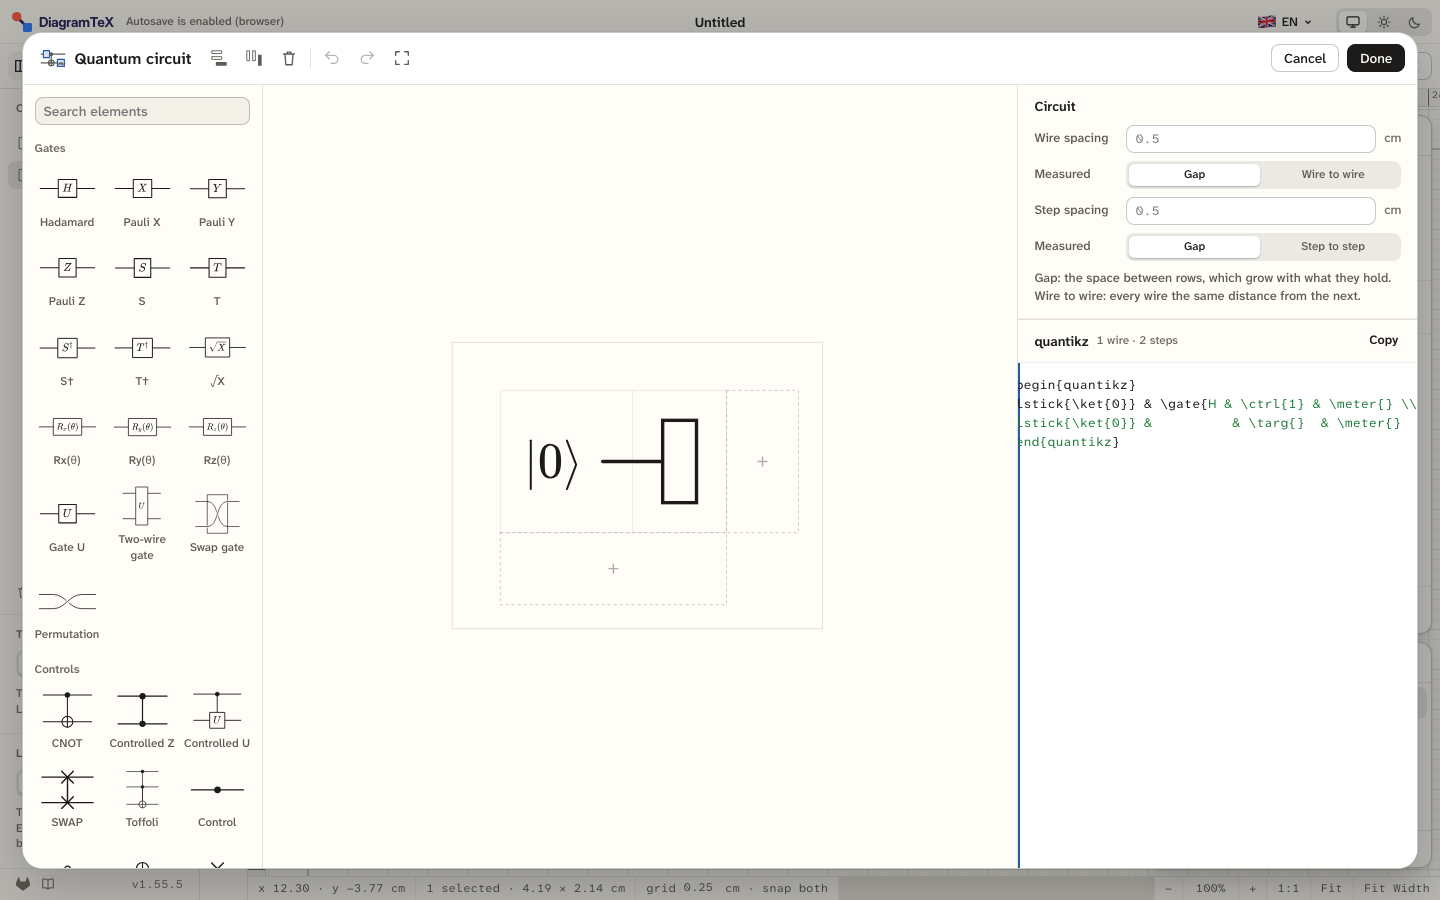 DiagramTeX Autosave is enabled (browser) Untitled EN
Quantum circuit Cancel Done
Search elements
Gates
H X Y
Hadamard Pauli X Pauli Y
Z S T
Pauli Z S T
S† T† √X
S† T† √X
Rx(θ) Ry(θ) Rz(θ)
Rx(θ) Ry(θ) Rz(θ)
U U
Gate U Two-wire gate Swap gate
Permutation
Controls
U
CNOT Controlled Z Controlled U
SWAP Toffoli Control
|0⟩
+
+
Circuit
Wire spacing 0.5 cm
Measured Gap Wire to wire
Step spacing 0.5 cm
Measured Gap Step to step
Gap: the space between rows, which grow with what they hold.
Wire to wire: every wire the same distance from the next.
quantikz 1 wire · 2 steps Copy
begin{quantikz}
lstick{\ket{0}} & \gate{H & \ctrl{1} & \meter{} \\
lstick{\ket{0}} & & \targ{} & \meter{}
end{quantikz}
v1.55.5 x 12.30 · y −3.77 cm 1 selected · 4.19 × 2.14 cm grid 0.25 cm · snap both − 100% + 1:1 Fit Fit Width